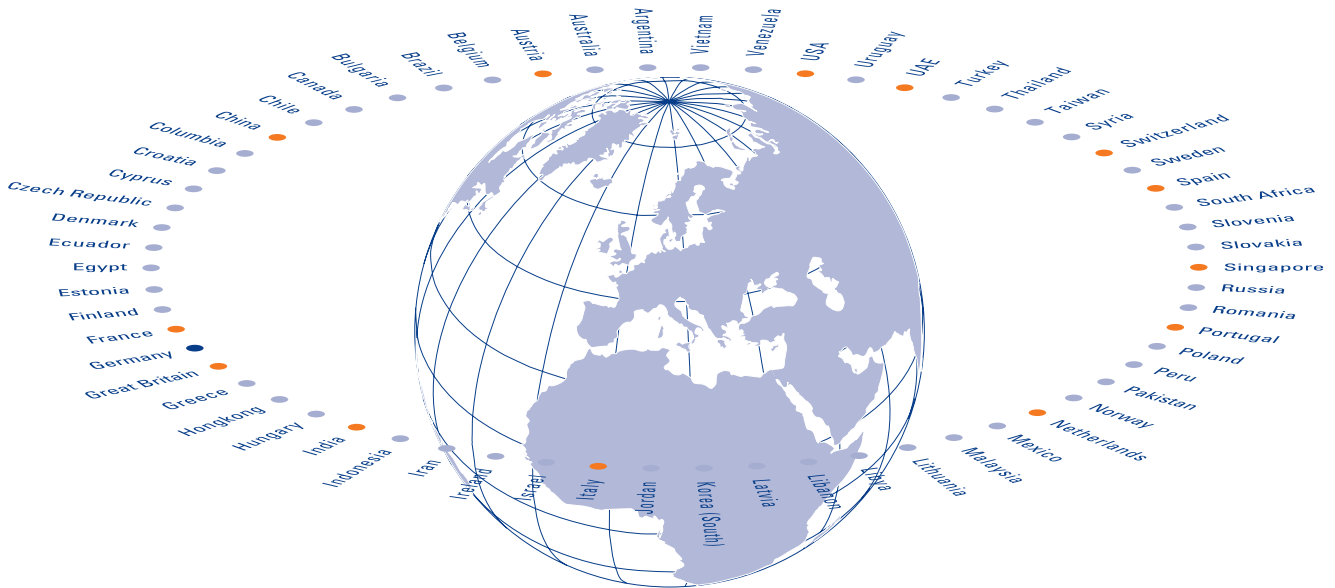 Argentina
Australia
Austria
Belgium
Brazil
Bulgaria
Canada
Chile
China
Columbia
Croatia
Cyprus
Czech Republic
Denmark
Ecuador
Egypt
Estonia
Finland
France
Germany
Great Britain
Greece
Hongkong
Hungary
India
Indonesia
Iran
Ireland
Israel
Italy
Jordan
Korea (South)
Latvia
Libanon
Libya
Lithuania
Malaysia
Mexico
Netherlands
Norway
Pakistan
Peru
Poland
Portugal
Romania
Russia
Singapore
Slovakia
Slovenia
South Africa
Spain
Sweden
Switzerland
Syria
Taiwan
Thailand
Turkey
UAE
Uruguay
USA
Venezuela
Vietnam